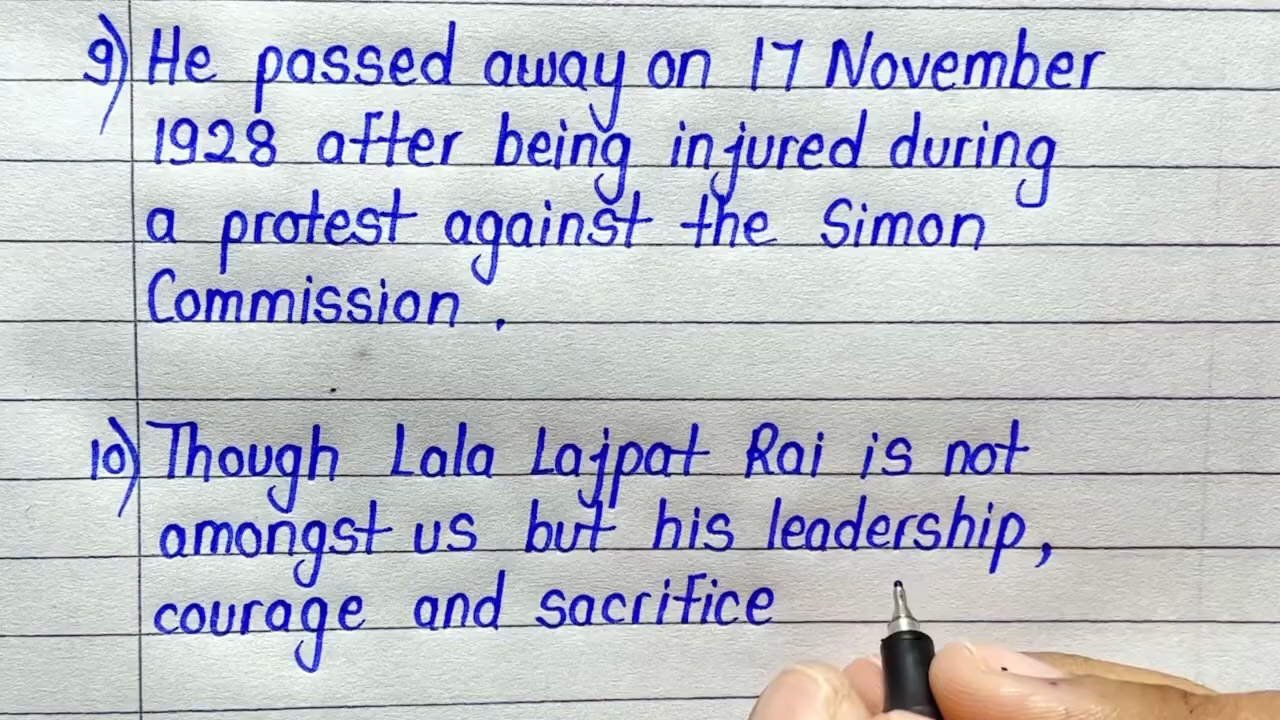 9) He passed away on 17 November
1928 after being injured during
a protest against the Simon
Commission.
10) Though Lala Lajpat Rai is not
amongst us but his leadership,
courage and sacrifice